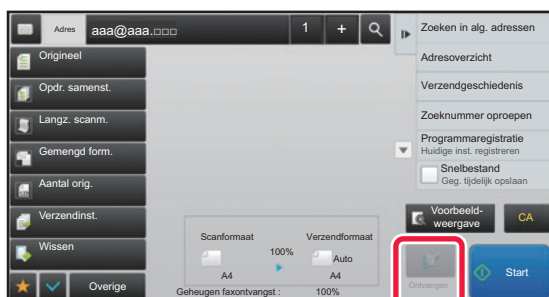 Adres aaa@aaa.□□□ 1 +
Origineel
Opdr. samenst.
Langz. scanm.
Gemengd form.
Aantal orig.
Verzendinst.
Wissen
Overige
Scanformaat
A4
100%
Verzendformaat
Auto
A4
Geheugen faxontvangst : 100%
Zoeken in alg. adressen
Adresoverzicht
Verzendgeschiedenis
Zoeknummer oproepen
Programmaregistratie
Huidige inst. registreren
Snelbestand
Geg. tijdelijk opslaan
Voorbeeld-
weergave
CA
Ontvangen
Start